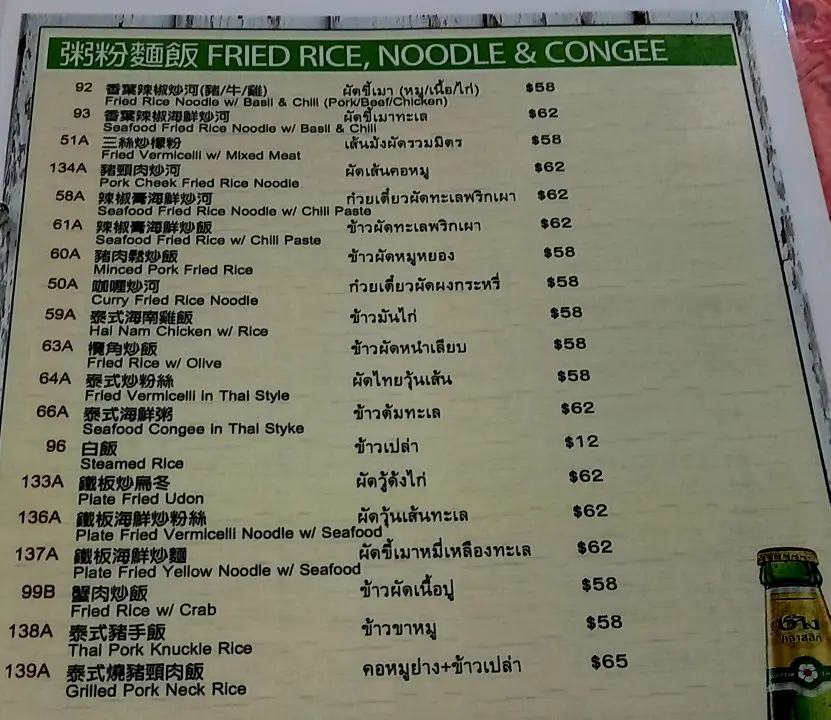 粥粉麵飯 FRIED RICE, NOODLE & CONGEE
92 香葉辣椒炒河(豬/牛/雞) ผัดขี้เมา (หมู/เนื้อ/ไก่) $58
Fried Rice Noodle w/ Basil & Chili (Pork/Beef/Chicken)
93 香葉辣椒海鮮炒河 ผัดขี้เมาทะเล $62
Seafood Fried Rice Noodle w/ Basil & Chili
51A 三絲炒檬粉 เส้นมังผัดรวมมิตร $58
Fried Vermicelli w/ Mixed Meat
134A 豬頸肉炒河 ผัดเส้นคอหมู $62
Pork Cheek Fried Rice Noodle
58A 辣椒膏海鮮炒河 ก๋วยเตี๋ยวผัดทะเลพริกเผา $62
Seafood Fried Rice Noodle w/ Chili Paste
61A 辣椒膏海鮮炒飯 ข้าวผัดทะเลพริกเผา $62
Seafood Fried Rice w/ Chili Paste
60A 豬肉鬆炒飯 ข้าวผัดหมูหยอง $58
Minced Pork Fried Rice
50A 咖喱炒河 ก๋วยเตี๋ยวผัดผงกระหรี่ $58
Curry Fried Rice Noodle
59A 泰式海南雞飯 ข้าวมันไก่ $58
Hai Nam Chicken w/ Rice
63A 欖角炒飯 ข้าวผัดหนำเลียบ $58
Fried Rice w/ Olive
64A 泰式炒粉絲 ผัดไทยวุ้นเส้น $58
Fried Vermicelli in Thai Style
66A 泰式海鮮粥 ข้าวต้มทะเล $62
Seafood Congee in Thai Styke
96 白飯 ข้าวเปล่า $12
Steamed Rice
133A 鐵板炒烏冬 ผัดวู้ด้งไก่ $62
Plate Fried Udon
136A 鐵板海鮮炒粉絲 ผัดวุ้นเส้นทะเล $62
Plate Fried Vermicelli Noodle w/ Seafood
137A 鐵板海鮮炒麵 ผัดขี้เมาหมี่เหลืองทะเล $62
Plate Fried Yellow Noodle w/ Seafood
99B 蟹肉炒飯 ข้าวผัดเนื้อปู $58
Fried Rice w/ Crab
138A 泰式豬手飯 ข้าวขาหมู $58
Thai Pork Knuckle Rice
139A 泰式燒豬頸肉飯 คอหมูย่าง+ข้าวเปล่า $65
Grilled Pork Neck Rice
ช้าง
คลาสสิก